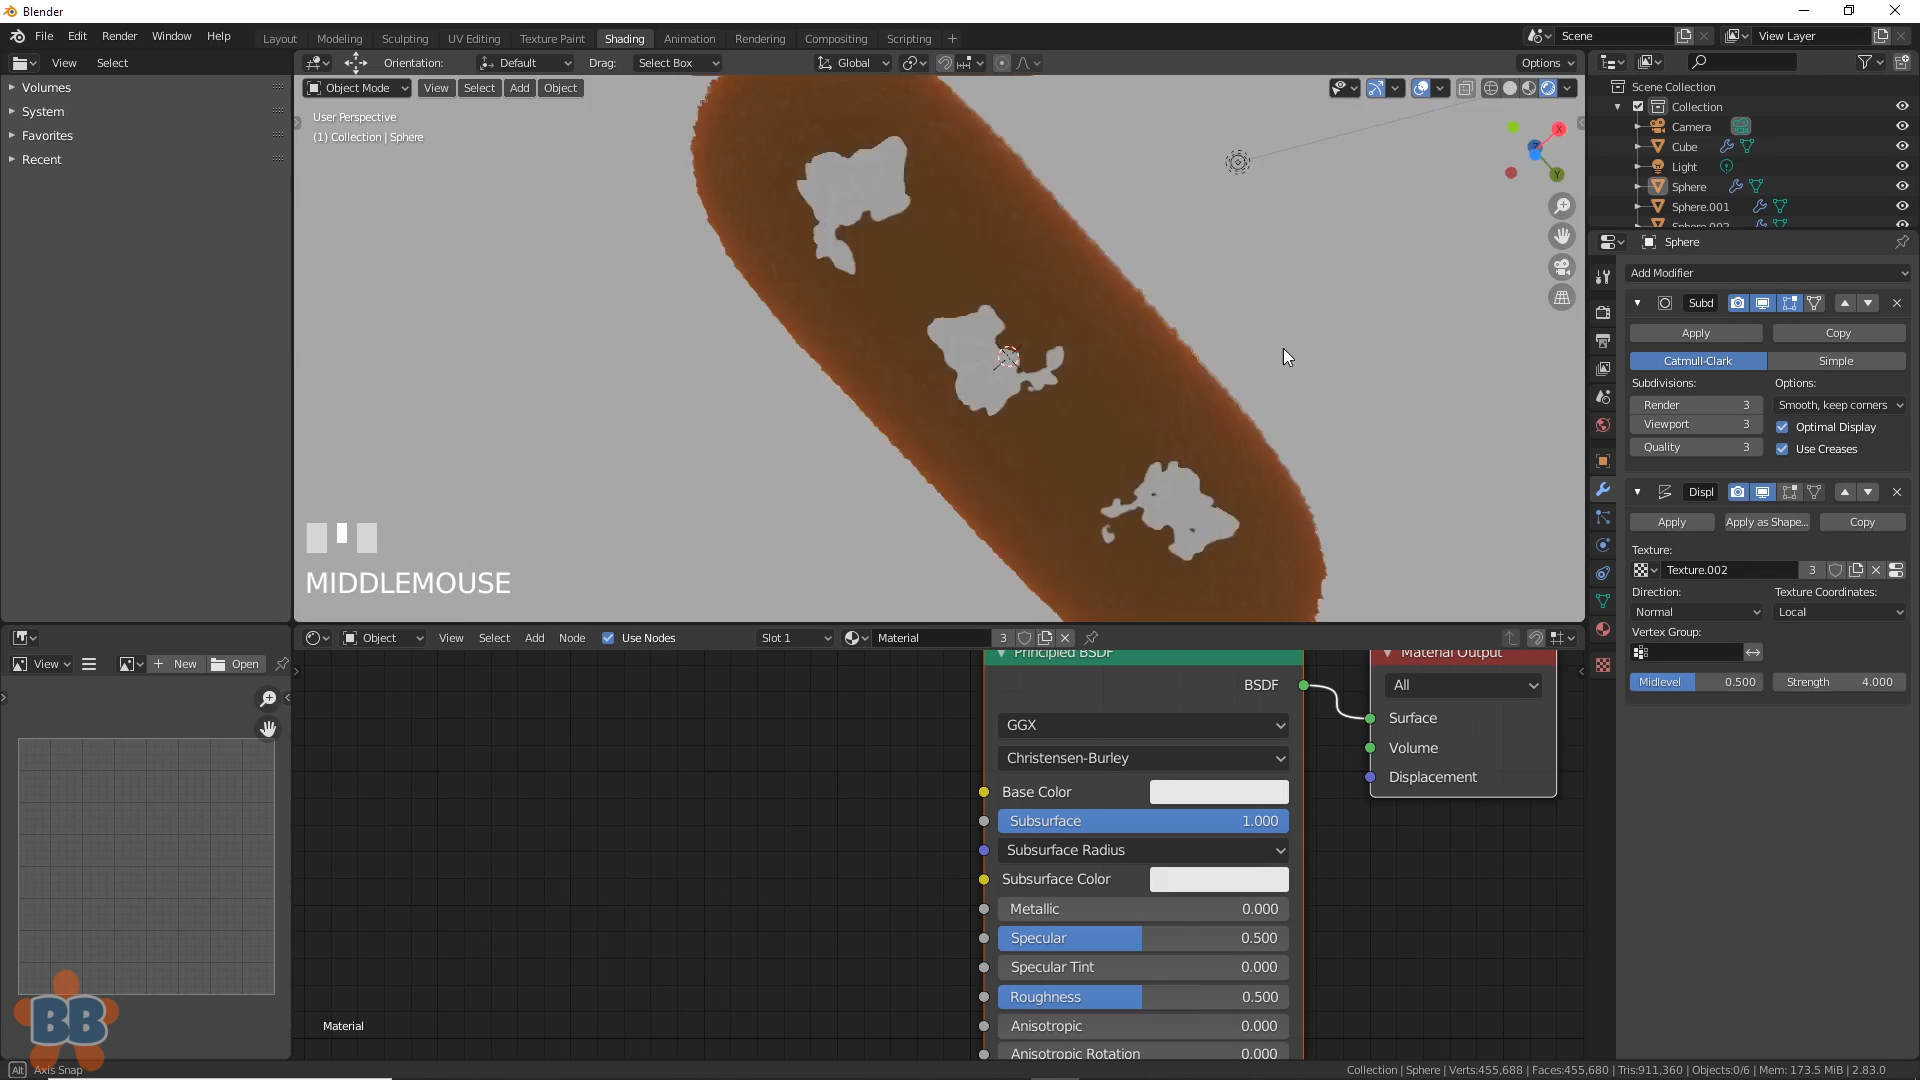 Blender
File Edit Render Window Help
Layout Modeling Sculpting UV Editing Texture Paint Shading Animation Rendering Compositing Scripting
Scene
View Layer
View Select
Orientation: Default Drag: Select Box Global Options
Volumes
System
Favorites
Recent
Object Mode View Select Add Object
User Perspective
(1) Collection | Sphere
X
Y
Z
MIDDLEMOUSE
Scene Collection
Collection
Camera
Cube
Light
Sphere
Sphere.001
Sphere.002
Sphere
Add Modifier
Subd
Apply Copy
Catmull-Clark Simple
Subdivisions: Options:
Render 3 Smooth, keep corners
Viewport 3 Optimal Display
Quality 3 Use Creases
Displ
Apply Apply as Shape... Copy
Texture:
Texture.002 3
Direction: Texture Coordinates:
Normal Local
Vertex Group:
Midlevel 0.500 Strength 4.000
View New Open
Object View Select Add Node Use Nodes Slot 1 Material 3
Principled BSDF
BSDF
GGX
Christensen-Burley
Base Color
Subsurface 1.000
Subsurface Radius
Subsurface Color
Metallic 0.000
Specular 0.500
Specular Tint 0.000
Roughness 0.500
Anisotropic 0.000
Anisotropic Rotation 0.000
Material Output
All
Surface
Volume
Displacement
Material
BB
Alt Axis Snap
Collection | Sphere | Verts:455,688 | Faces:455,680 | Tris:911,360 | Objects:0/6 | Mem: 173.5 MiB | 2.83.0